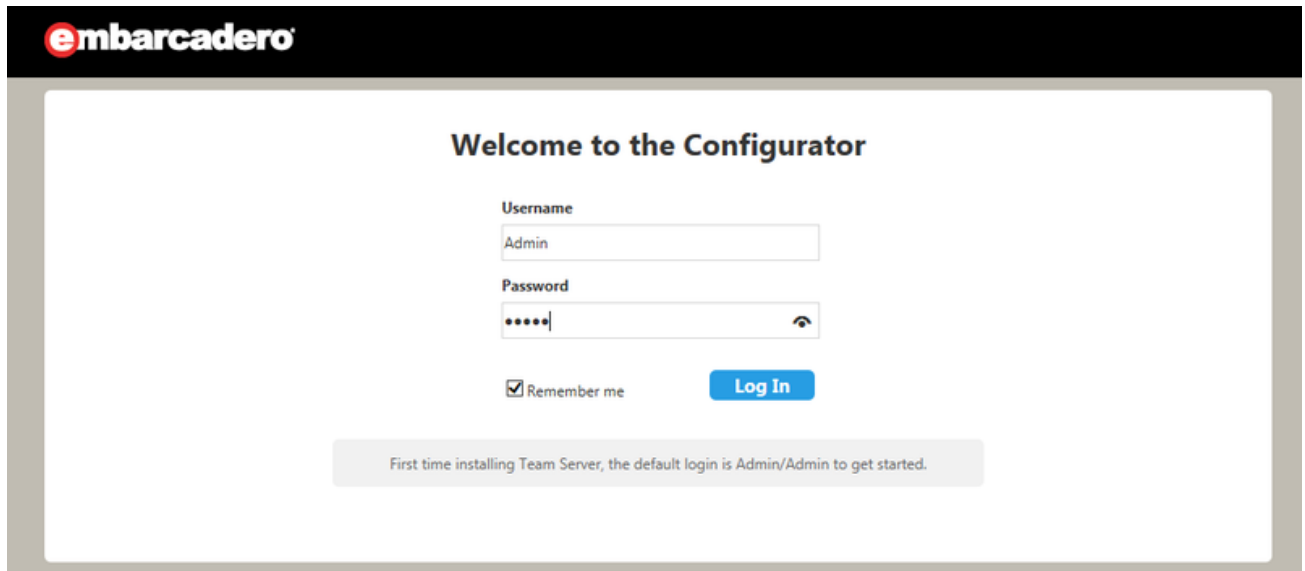 embarcadero
Welcome to the Configurator
Username
Admin
Password
•••••
Remember me
Log In
First time installing Team Server, the default login is Admin/Admin to get started.